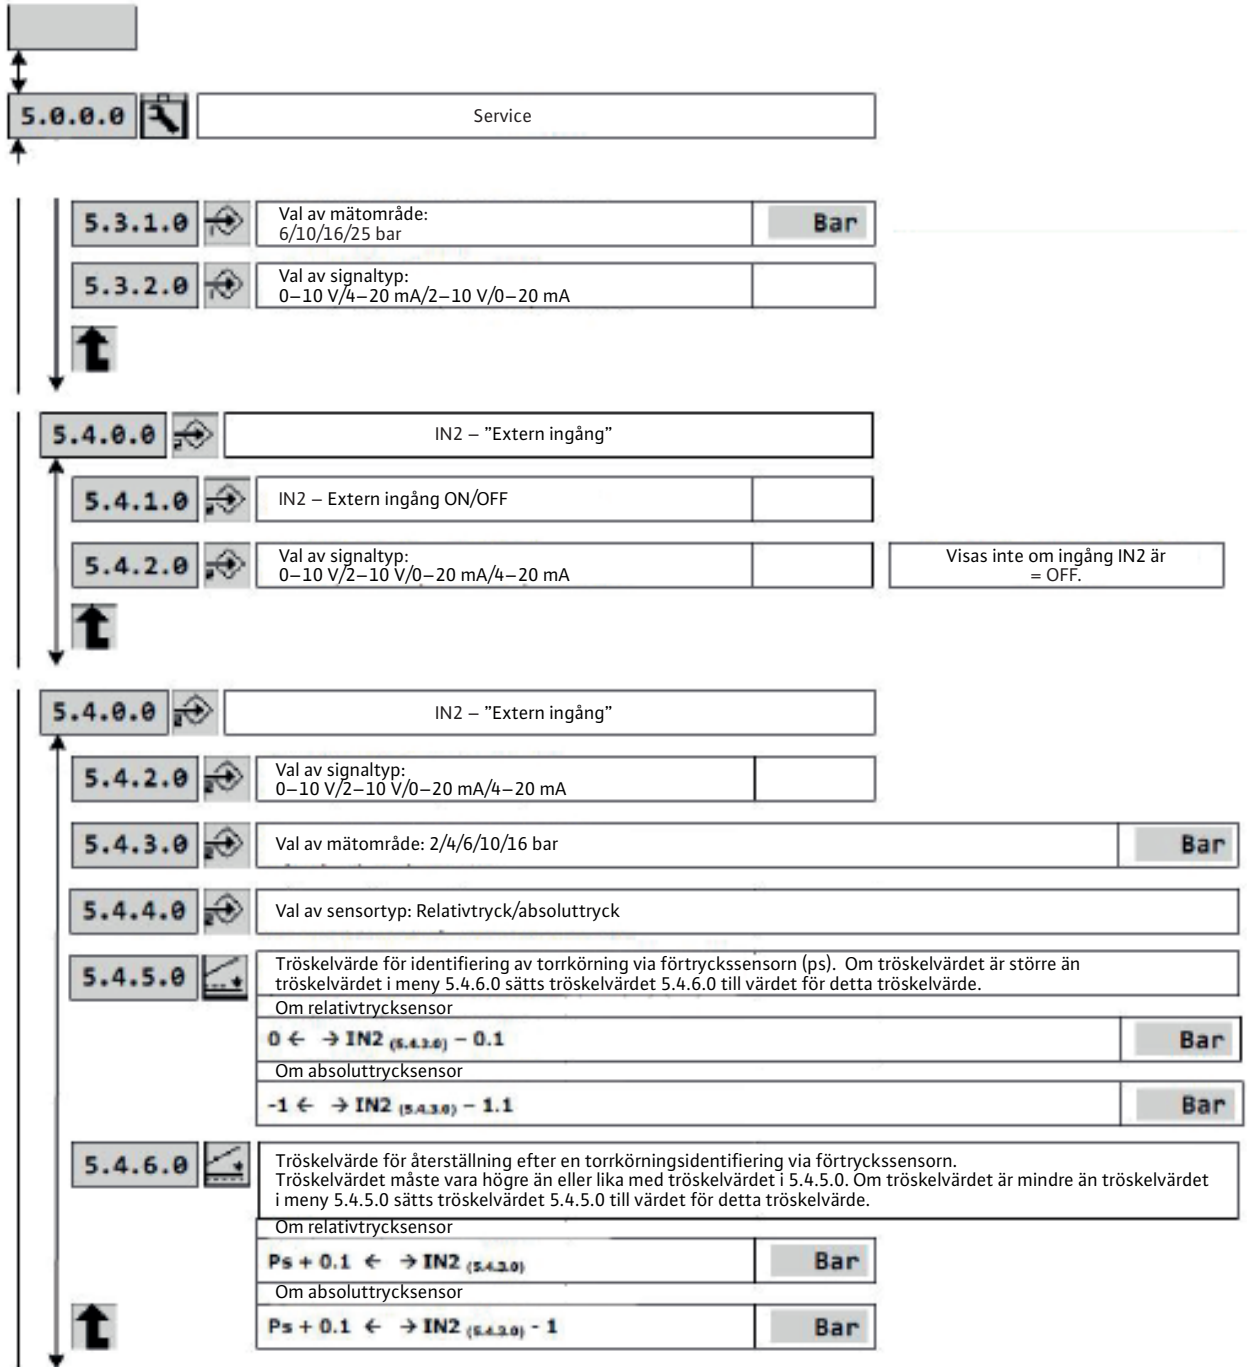 5.0.0.0 Service
5.3.1.0 Val av mätområde:
6/10/16/25 bar
Bar
5.3.2.0 Val av signaltyp:
0–10 V/4–20 mA/2–10 V/0–20 mA
5.4.0.0 IN2 – ”Extern ingång”
5.4.1.0 IN2 – Extern ingång ON/OFF
5.4.2.0 Val av signaltyp:
0–10 V/2–10 V/0–20 mA/4–20 mA
Visas inte om ingång IN2 är
= OFF.
5.4.0.0 IN2 – ”Extern ingång”
5.4.2.0 Val av signaltyp:
0–10 V/2–10 V/0–20 mA/4–20 mA
5.4.3.0 Val av mätområde: 2/4/6/10/16 bar Bar
5.4.4.0 Val av sensortyp: Relativtryck/absoluttryck
5.4.5.0 Tröskelvärde för identifiering av torrkörning via förtryckssensorn (ps). Om tröskelvärdet är större än
tröskelvärdet i meny 5.4.6.0 sätts tröskelvärdet 5.4.6.0 till värdet för detta tröskelvärde.
Om relativtrycksensor
0 ← → IN2 (5.4.3.0) – 0.1 Bar
Om absoluttrycksensor
-1 ← → IN2 (5.4.3.0) – 1.1 Bar
5.4.6.0 Tröskelvärde för återställning efter en torrkörningsidentifiering via förtryckssensorn.
Tröskelvärdet måste vara högre än eller lika med tröskelvärdet i 5.4.5.0. Om tröskelvärdet är mindre än tröskelvärdet
i meny 5.4.5.0 sätts tröskelvärdet 5.4.5.0 till värdet för detta tröskelvärde.
Om relativtrycksensor
Ps + 0.1 ← → IN2 (5.4.3.0) Bar
Om absoluttrycksensor
Ps + 0.1 ← → IN2 (5.4.3.0) - 1 Bar